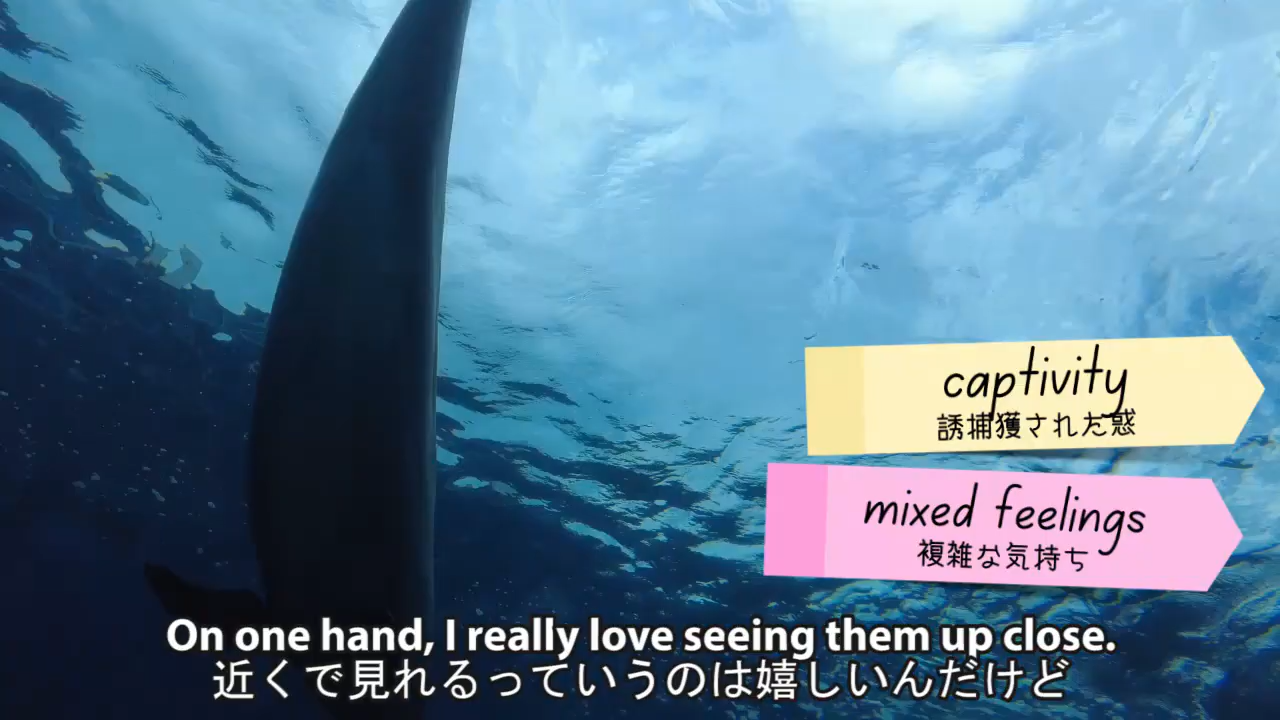 captivity
誘捕獲された惑
mixed feelings
複雑な気持ち
On one hand, I really love seeing them up close.
近くで見れるっていうのは嬉しいんだけど